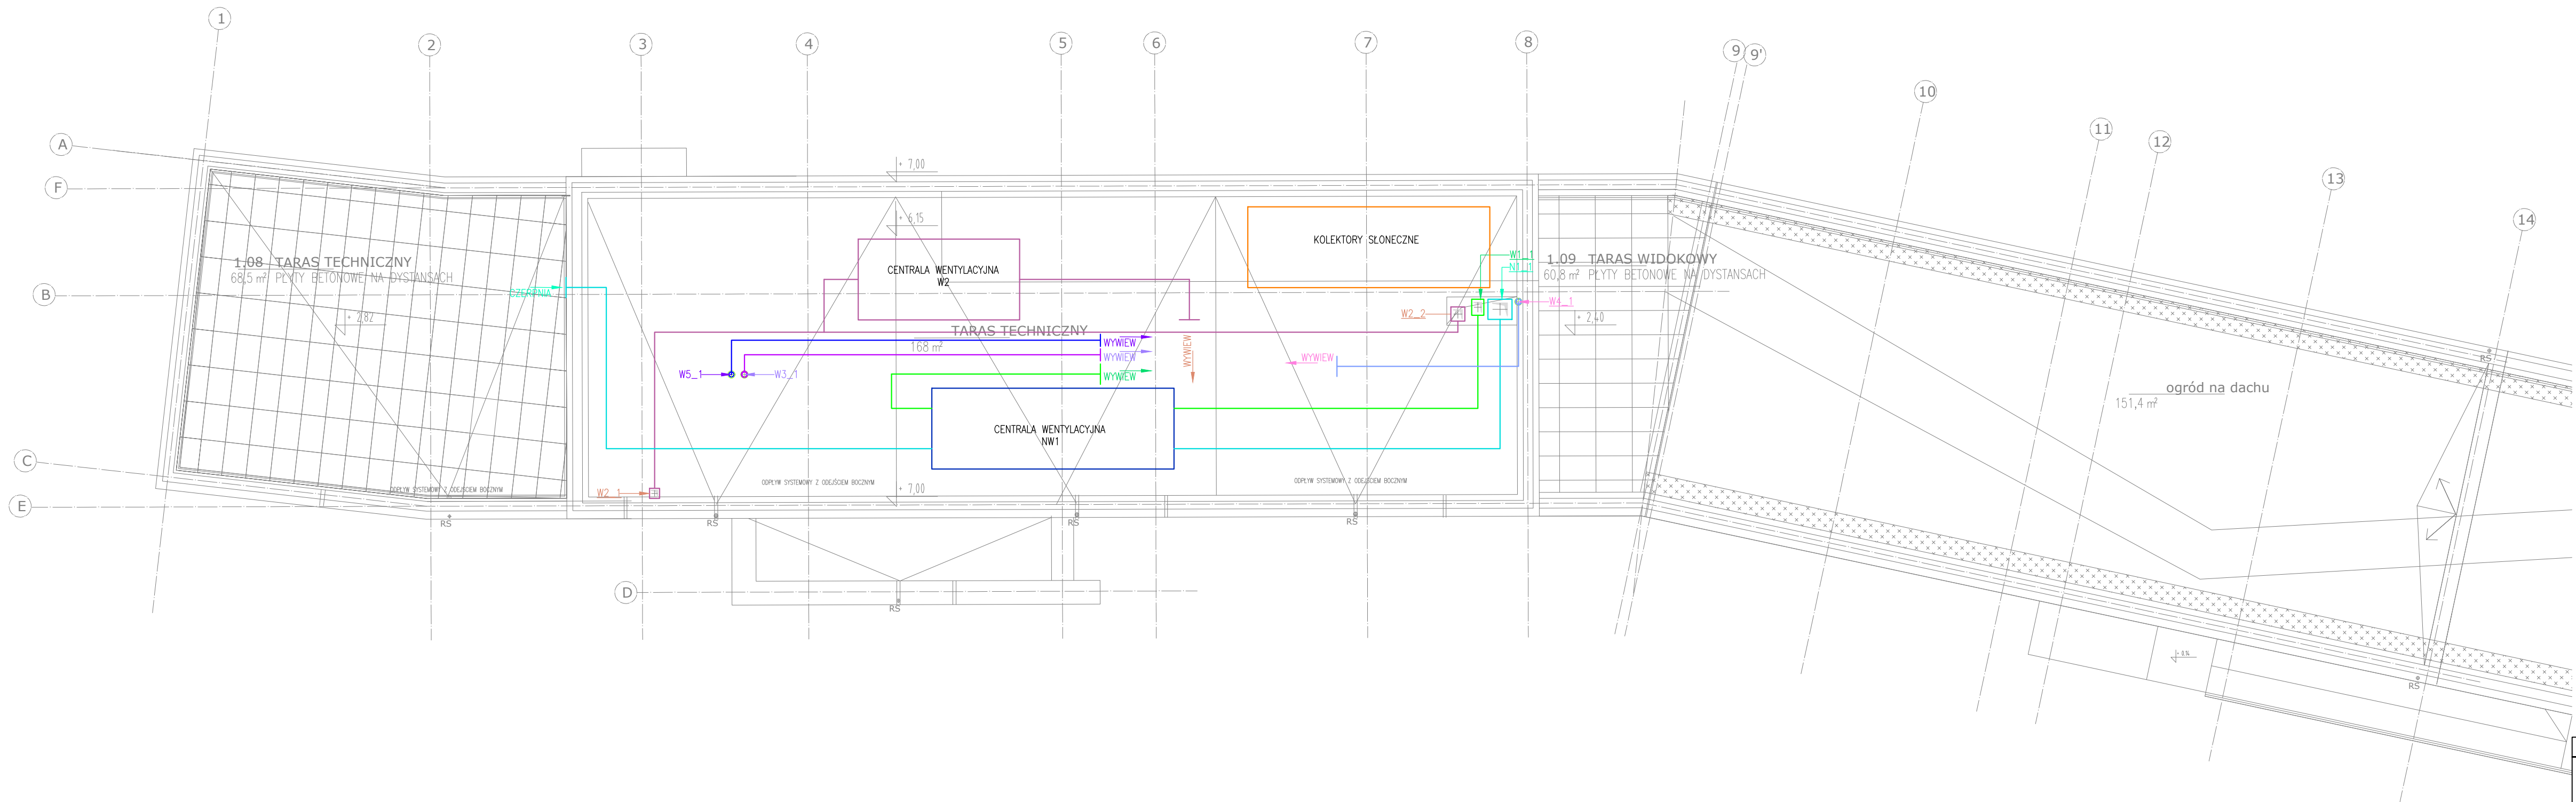 1
2
3
4
5
6
7
8
9
9'
10
11
12
13
14
A
F
B
C
E
D
+ 7,00
+ 6,15
KOLEKTORY SŁONECZNE
CENTRALA WENTYLACYJNA
W2
1.08 TARAS TECHNICZNY
68,5 m² PŁYTY BETONOWE NA DYSTANSACH
CZERPNIA
+ 2,82
W1_1
N1_1
1.09 TARAS WIDOKOWY
60,8 m² PŁYTY BETONOWE NA DYSTANSACH
W4_1
W2_2
+ 2,40
TARAS TECHNICZNY
168 m²
WYWIEW
WYWIEW
WYWIEW
WYWIEW
WYWIEW
W5_1
W3_1
CENTRALA WENTYLACYJNA
NW1
ogród na dachu
151,4 m²
RS
ODPŁYW SYSTEMOWY Z ODEJŚCIEM BOCZNYM
W2_1
ODPŁYW SYSTEMOWY Z ODEJŚCIEM BOCZNYM
+ 7,00
ODPŁYW SYSTEMOWY Z ODEJŚCIEM BOCZNYM
RS
RS
RS
RS
RS
RS